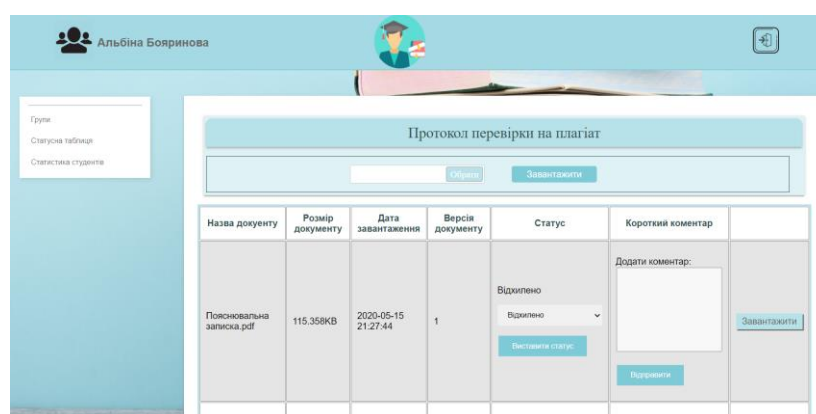 Альбіна Бояринова
Групи
Статусна таблиця
Статистика студентів
Протокол перевірки на плагіат
Обрати
Завантажити
Назва докуенту
Розмір
документу
Дата
завантаження
Версія
документу
Статус
Короткий коментар
Пояснювальна
записка.pdf
115.358KB
2020-05-15
21:27:44
1
Відхилено
Відхилено
Виставити статус
Додати коментар:
Відправити
Завантажити